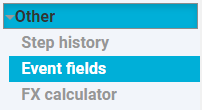 Other
Step history
Event fields
FX calculator